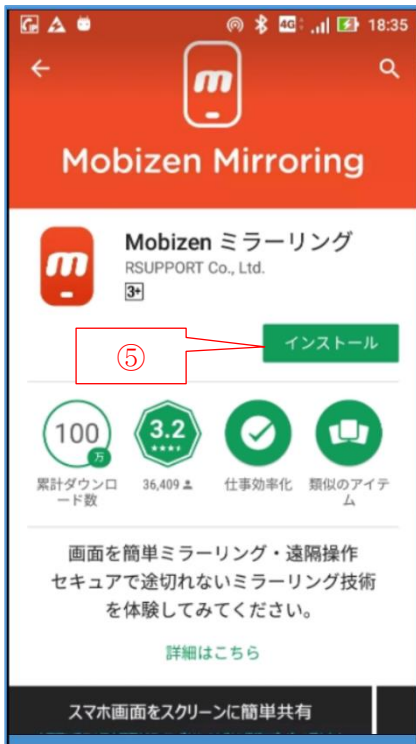 4G 18:35
m
Mobizen Mirroring
m
Mobizen ミラーリング
RSUPPORT Co., Ltd.
3+
⑤
インストール
100
万
3.2
累計ダウンロ
ード数
36,409
仕事効率化
類似のアイテ
ム
画面を簡単ミラーリング・遠隔操作
セキュアで途切れないミラーリング技術
を体験してみてください。
詳細はこちら
スマホ画面をスクリーンに簡単共有